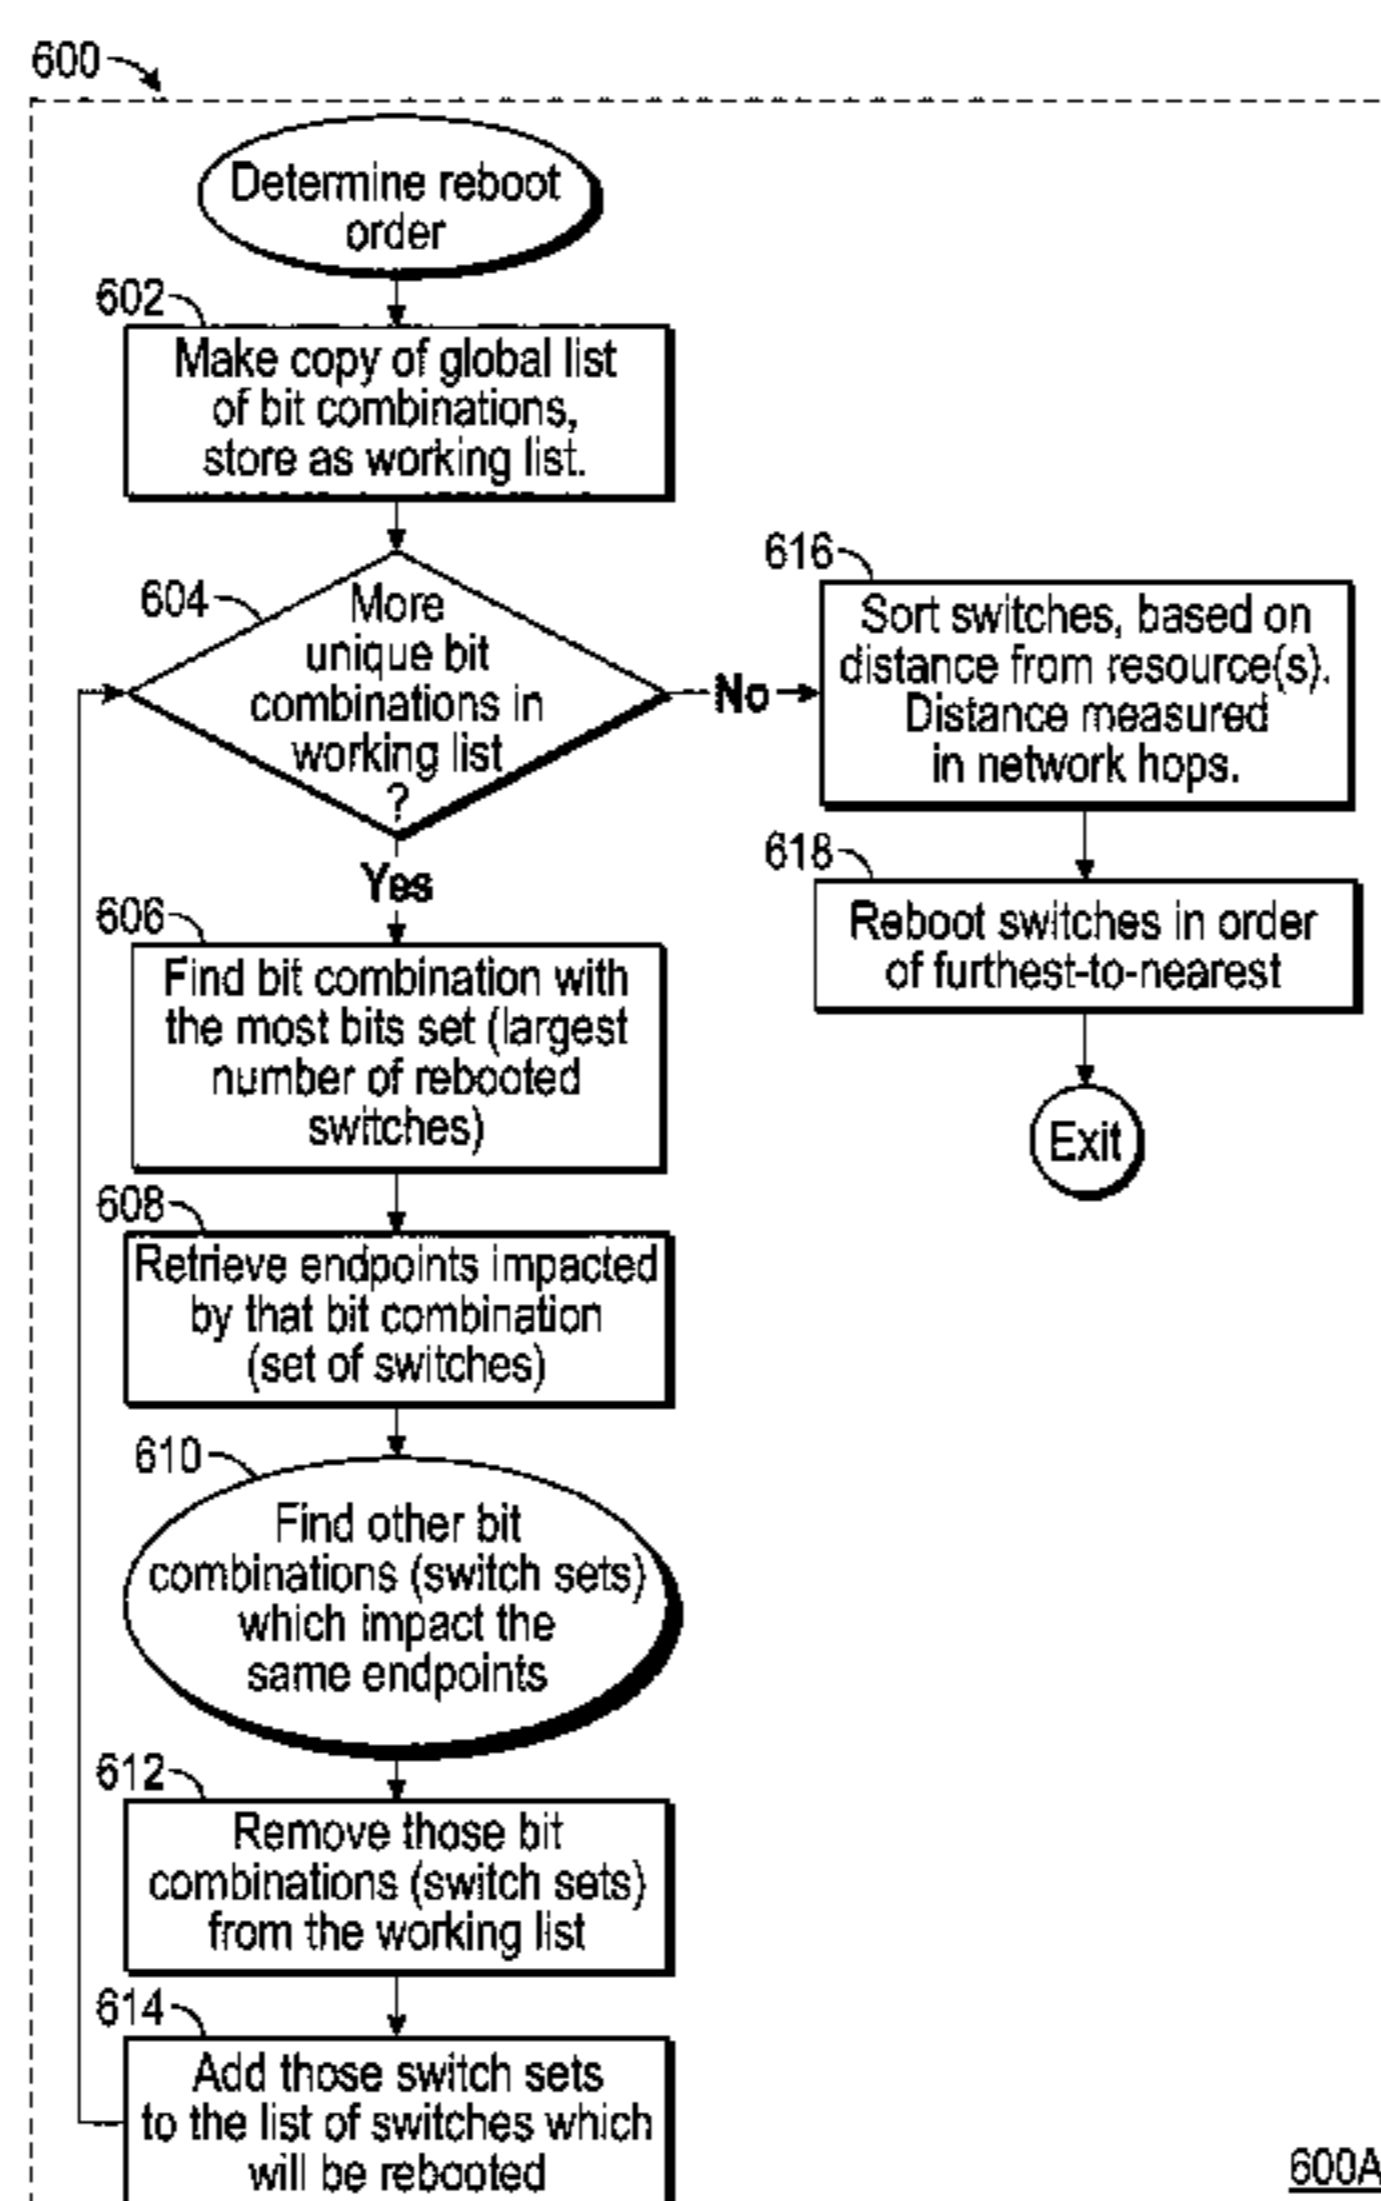 600
Determine reboot
order
602
Make copy of global list
of bit combinations,
store as working list.
604
More
unique bit
combinations in
working list
?
No
Yes
606
Find bit combination with
the most bits set (largest
number of rebooted
switches)
608
Retrieve endpoints impacted
by that bit combination
(set of switches)
610
Find other bit
combinations (switch sets)
which impact the
same endpoints
612
Remove those bit
combinations (switch sets)
from the working list
614
Add those switch sets
to the list of switches which
will be rebooted
616
Sort switches, based on
distance from resource(s).
Distance measured
in network hops.
618
Reboot switches in order
of furthest-to-nearest
Exit
600A